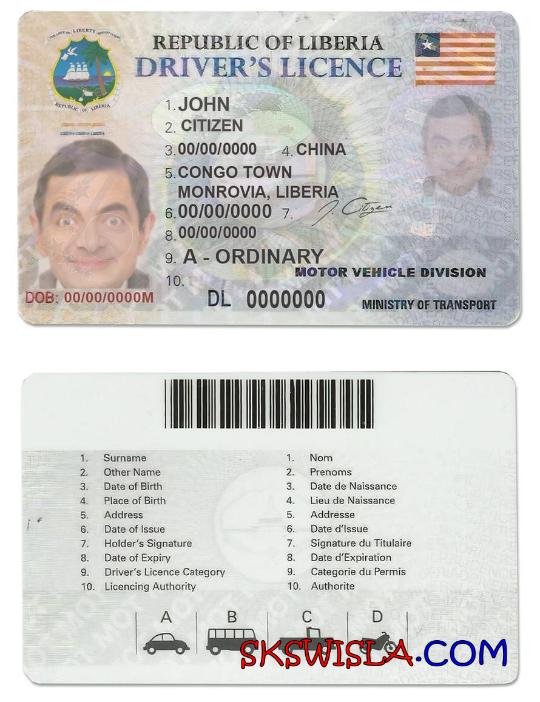 REPUBLIC OF LIBERIA
DRIVER'S LICENCE
THE LOVE OF LIBERTY
REPUBLIC OF LIBERIA
1. JOHN
2. CITIZEN
3. 00/00/0000 4. CHINA
5. CONGO TOWN
MONROVIA, LIBERIA
6. 00/00/0000 7. J. Citizen
8. 00/00/0000
9. A - ORDINARY
MOTOR VEHICLE DIVISION
10.
DOB: 00/00/0000M
DL 0000000
MINISTRY OF TRANSPORT
1. Surname 1. Nom
2. Other Name 2. Prenoms
3. Date of Birth 3. Date de Naissance
4. Place of Birth 4. Lieu de Naissance
5. Address 5. Addresse
6. Date of Issue 6. Date d'Issue
7. Holder's Signature 7. Signature du Titulaire
8. Date of Expiry 8. Date d'Expiration
9. Driver's Licence Category 9. Categorie du Permis
10. Licencing Authority 10. Authorite
A B C D
SKSWISLA.COM